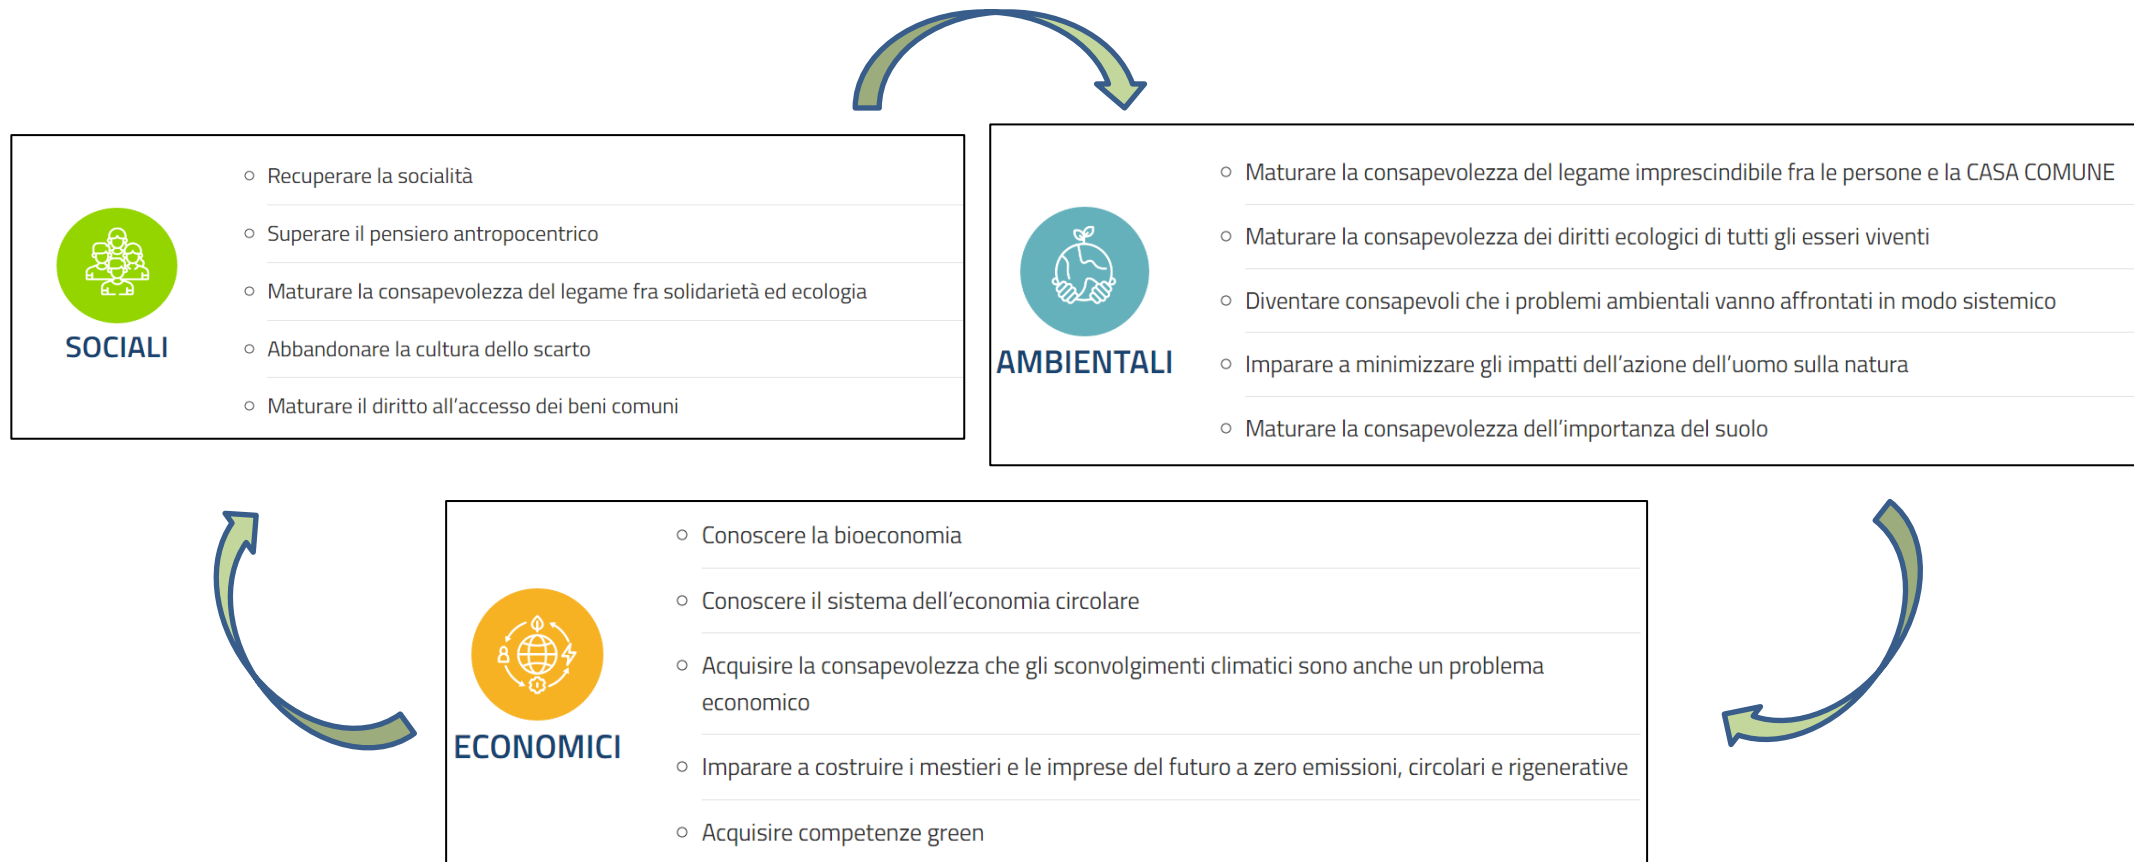 SOCIALI
Recuperare la socialità
Superare il pensiero antropocentrico
Maturare la consapevolezza del legame fra solidarietà ed ecologia
Abbandonare la cultura dello scarto
Maturare il diritto all'accesso dei beni comuni
AMBIENTALI
Maturare la consapevolezza del legame imprescindibile fra le persone e la CASA COMUNE
Maturare la consapevolezza dei diritti ecologici di tutti gli esseri viventi
Diventare consapevoli che i problemi ambientali vanno affrontati in modo sistemico
Imparare a minimizzare gli impatti dell'azione dell'uomo sulla natura
Maturare la consapevolezza dell'importanza del suolo
ECONOMICI
Conoscere la bioeconomia
Conoscere il sistema dell'economia circolare
Acquisire la consapevolezza che gli sconvolgimenti climatici sono anche un problema
economico
Imparare a costruire i mestieri e le imprese del futuro a zero emissioni, circolari e rigenerative
Acquisire competenze green